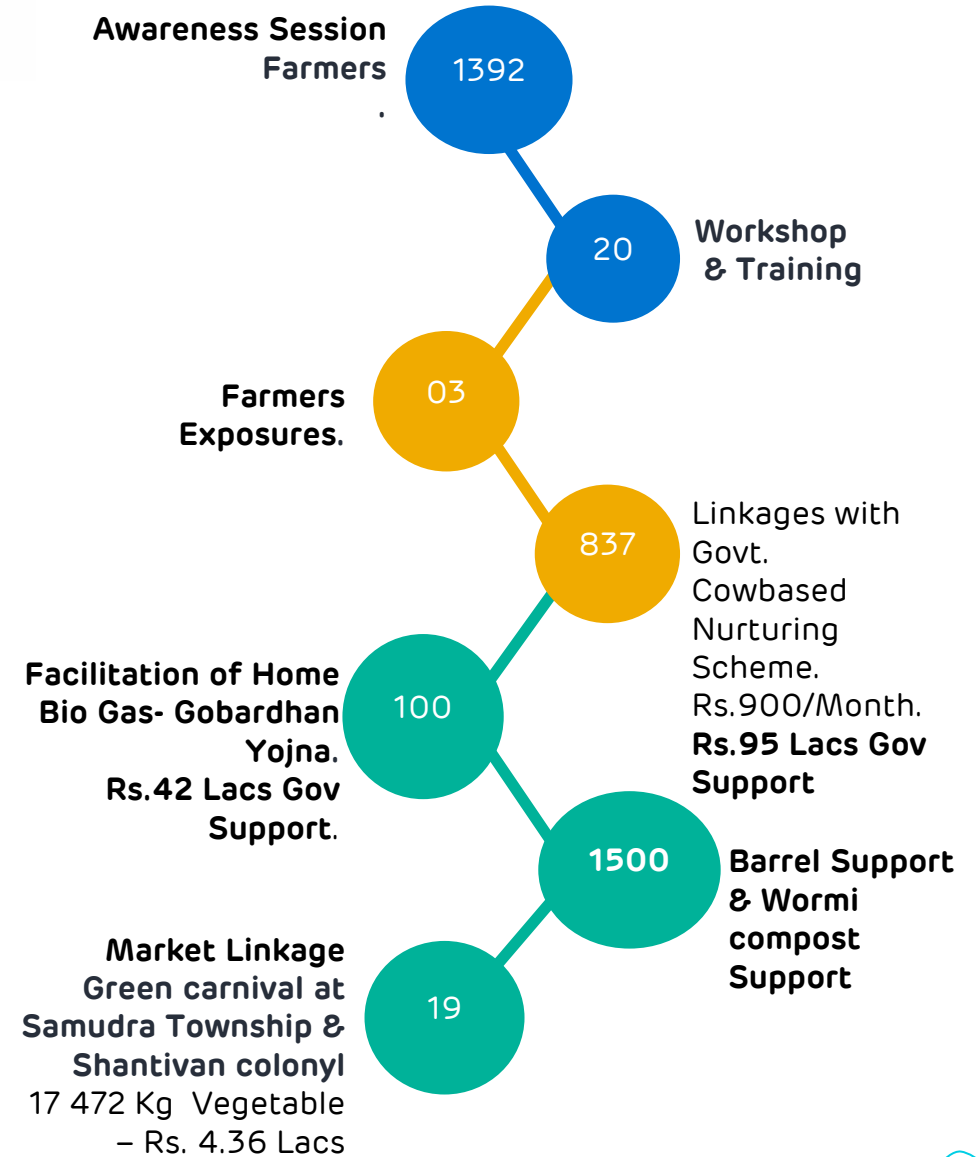 Awareness Session
Farmers
.
1392
20
Workshop
& Training
Farmers
Exposures.
03
837
Linkages with
Govt.
Cowbased
Nurturing
Scheme.
Rs.900/Month.
Rs.95 Lacs Gov
Support
Facilitation of Home
Bio Gas- Gobardhan
Yojna.
Rs.42 Lacs Gov
Support.
100
1500
Barrel Support
& Wormi
compost
Support
Market Linkage
Green carnival at
Samudra Township &
Shantivan colonyl
17 472 Kg Vegetable
– Rs. 4.36 Lacs
19